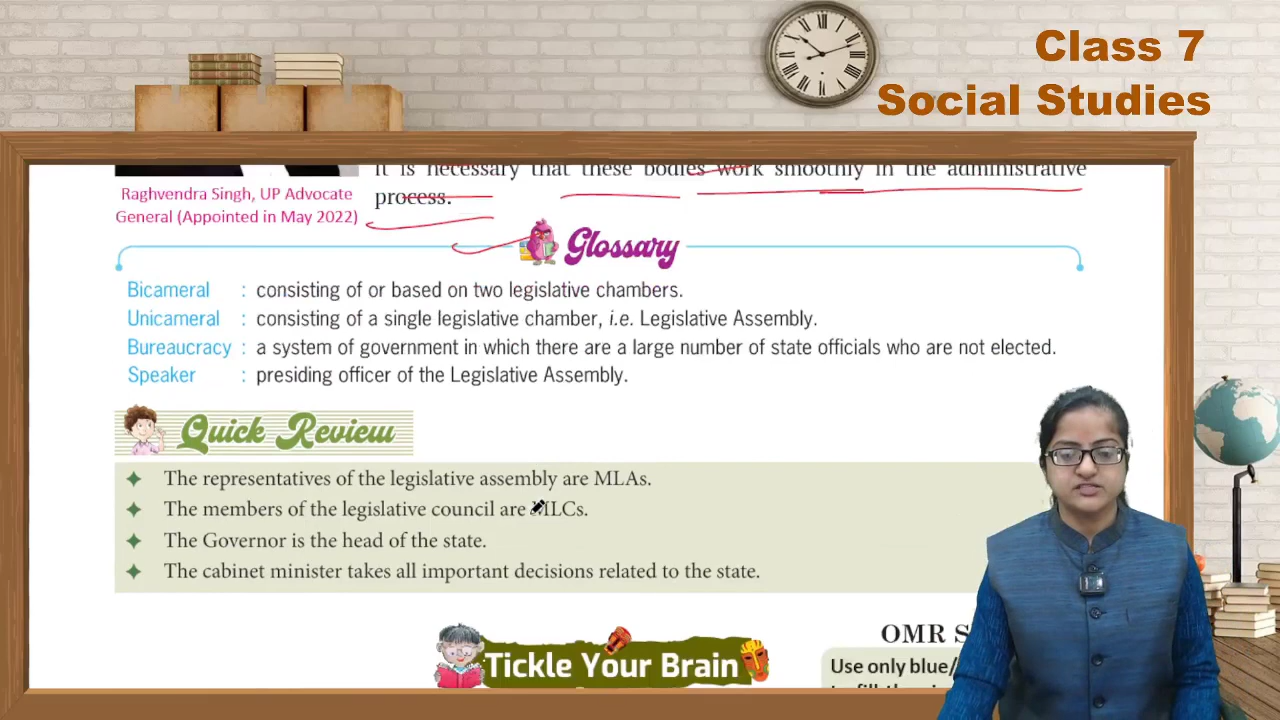 Class 7
Social Studies
It is necessary that these bodies work smoothly in the administrative
process.
Raghvendra Singh, UP Advocate
General (Appointed in May 2022)
Glossary
Bicameral : consisting of or based on two legislative chambers.
Unicameral : consisting of a single legislative chamber, i.e. Legislative Assembly.
Bureaucracy : a system of government in which there are a large number of state officials who are not elected.
Speaker : presiding officer of the Legislative Assembly.
Quick Review
The representatives of the legislative assembly are MLAs.
The members of the legislative council are MLCs.
The Governor is the head of the state.
The cabinet minister takes all important decisions related to the state.
OMR S
Tickle Your Brain
Use only blue/